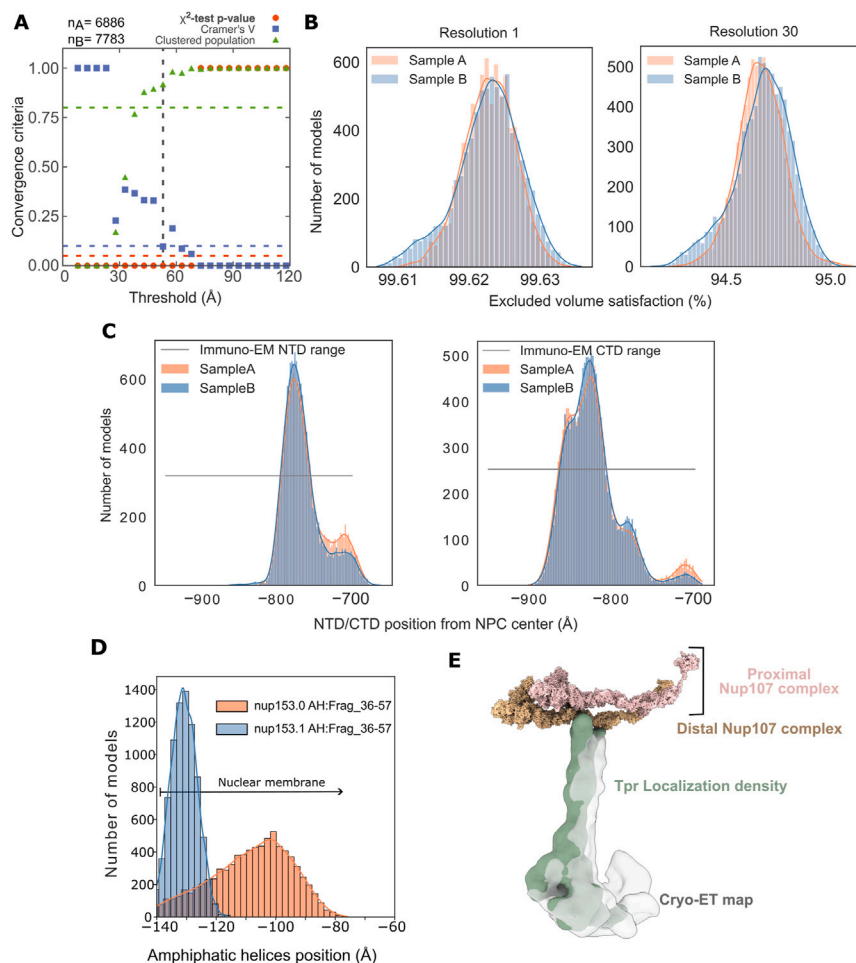 A
n_A= 6886
n_B= 7783
χ²-test p-value
Cramer's V
Clustered population
Convergence criteria
1.00
0.75
0.50
0.25
0.00
0 30 60 90 120
Threshold (Å)
B
Resolution 1
Sample A
Sample B
Number of models
600
400
200
0
99.61 99.62 99.63
Resolution 30
Sample A
Sample B
500
400
300
200
100
0
94.5 95.0
Excluded volume satisfaction (%)
C
Immuno-EM NTD range
SampleA
SampleB
Number of models
600
400
200
0
−900 −800 −700
Immuno-EM CTD range
SampleA
SampleB
500
400
300
200
100
0
−900 −800 −700
NTD/CTD position from NPC center (Å)
D
nup153.0 AH:Frag_36-57
nup153.1 AH:Frag_36-57
Nuclear membrane
Number of models
1400
1200
1000
800
600
400
200
0
−140 −120 −100 −80 −60
Amphiphatic helices position (Å)
E
Proximal
Nup107 complex
Distal Nup107 complex
Tpr Localization density
Cryo-ET map